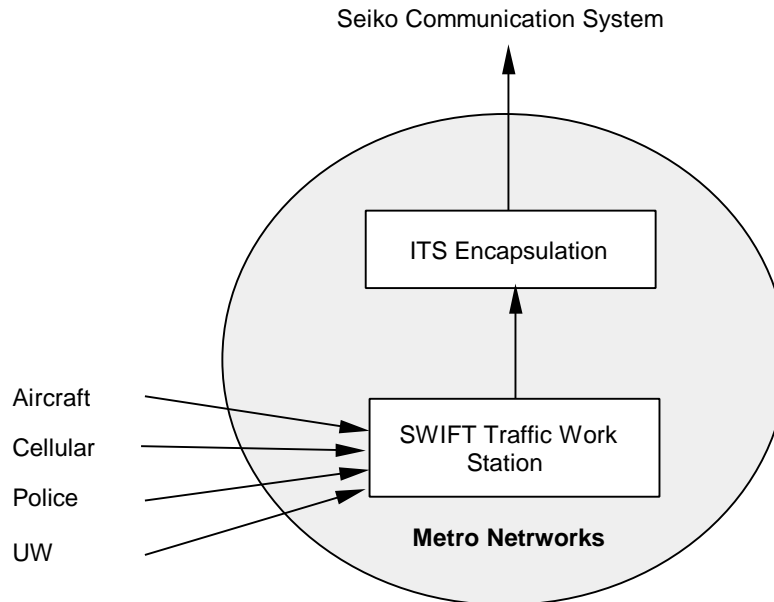 Seiko Communication System
ITS Encapsulation
Aircraft
Cellular
Police
UW
SWIFT Traffic Work
Station
Metro Netrworks